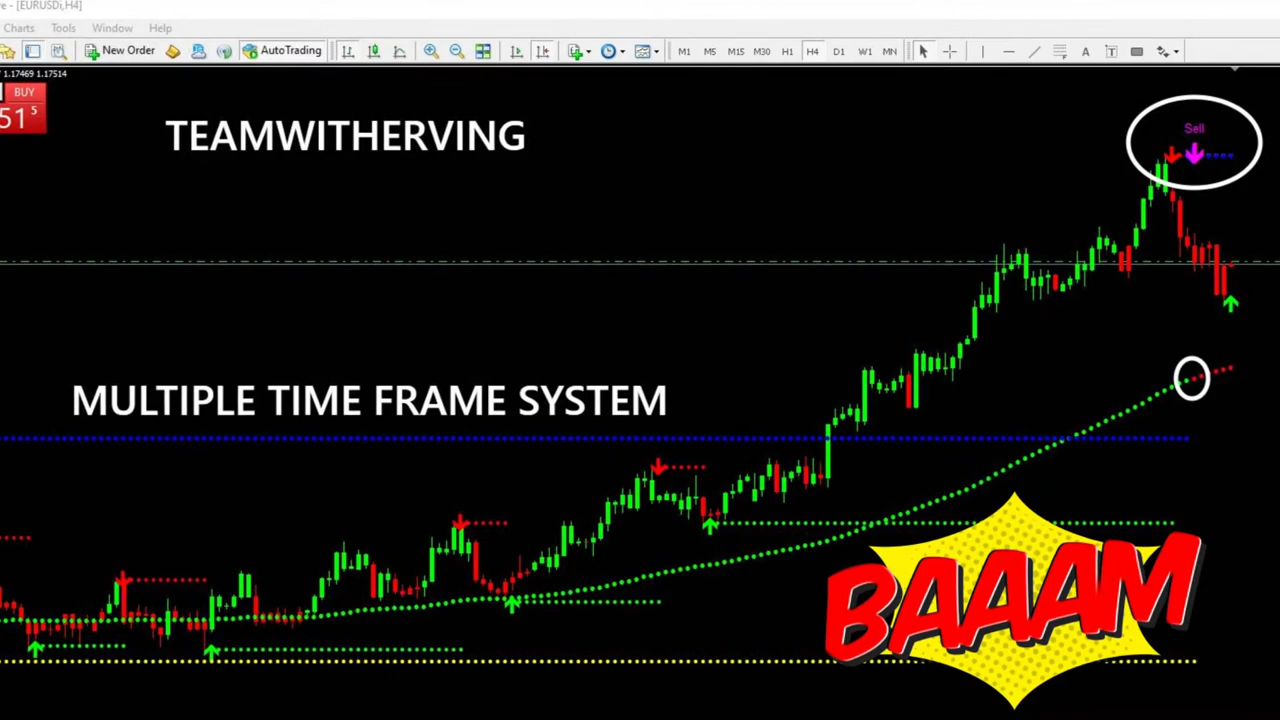 - [EURUSDi,H4]
Charts Tools Window Help
New Order AutoTrading M1 M5 M15 M30 H1 H4 D1 W1 MN A T
1.17469 1.17514
BUY
51 5
Sell
TEAMWITHERVING
MULTIPLE TIME FRAME SYSTEM
BAAAM